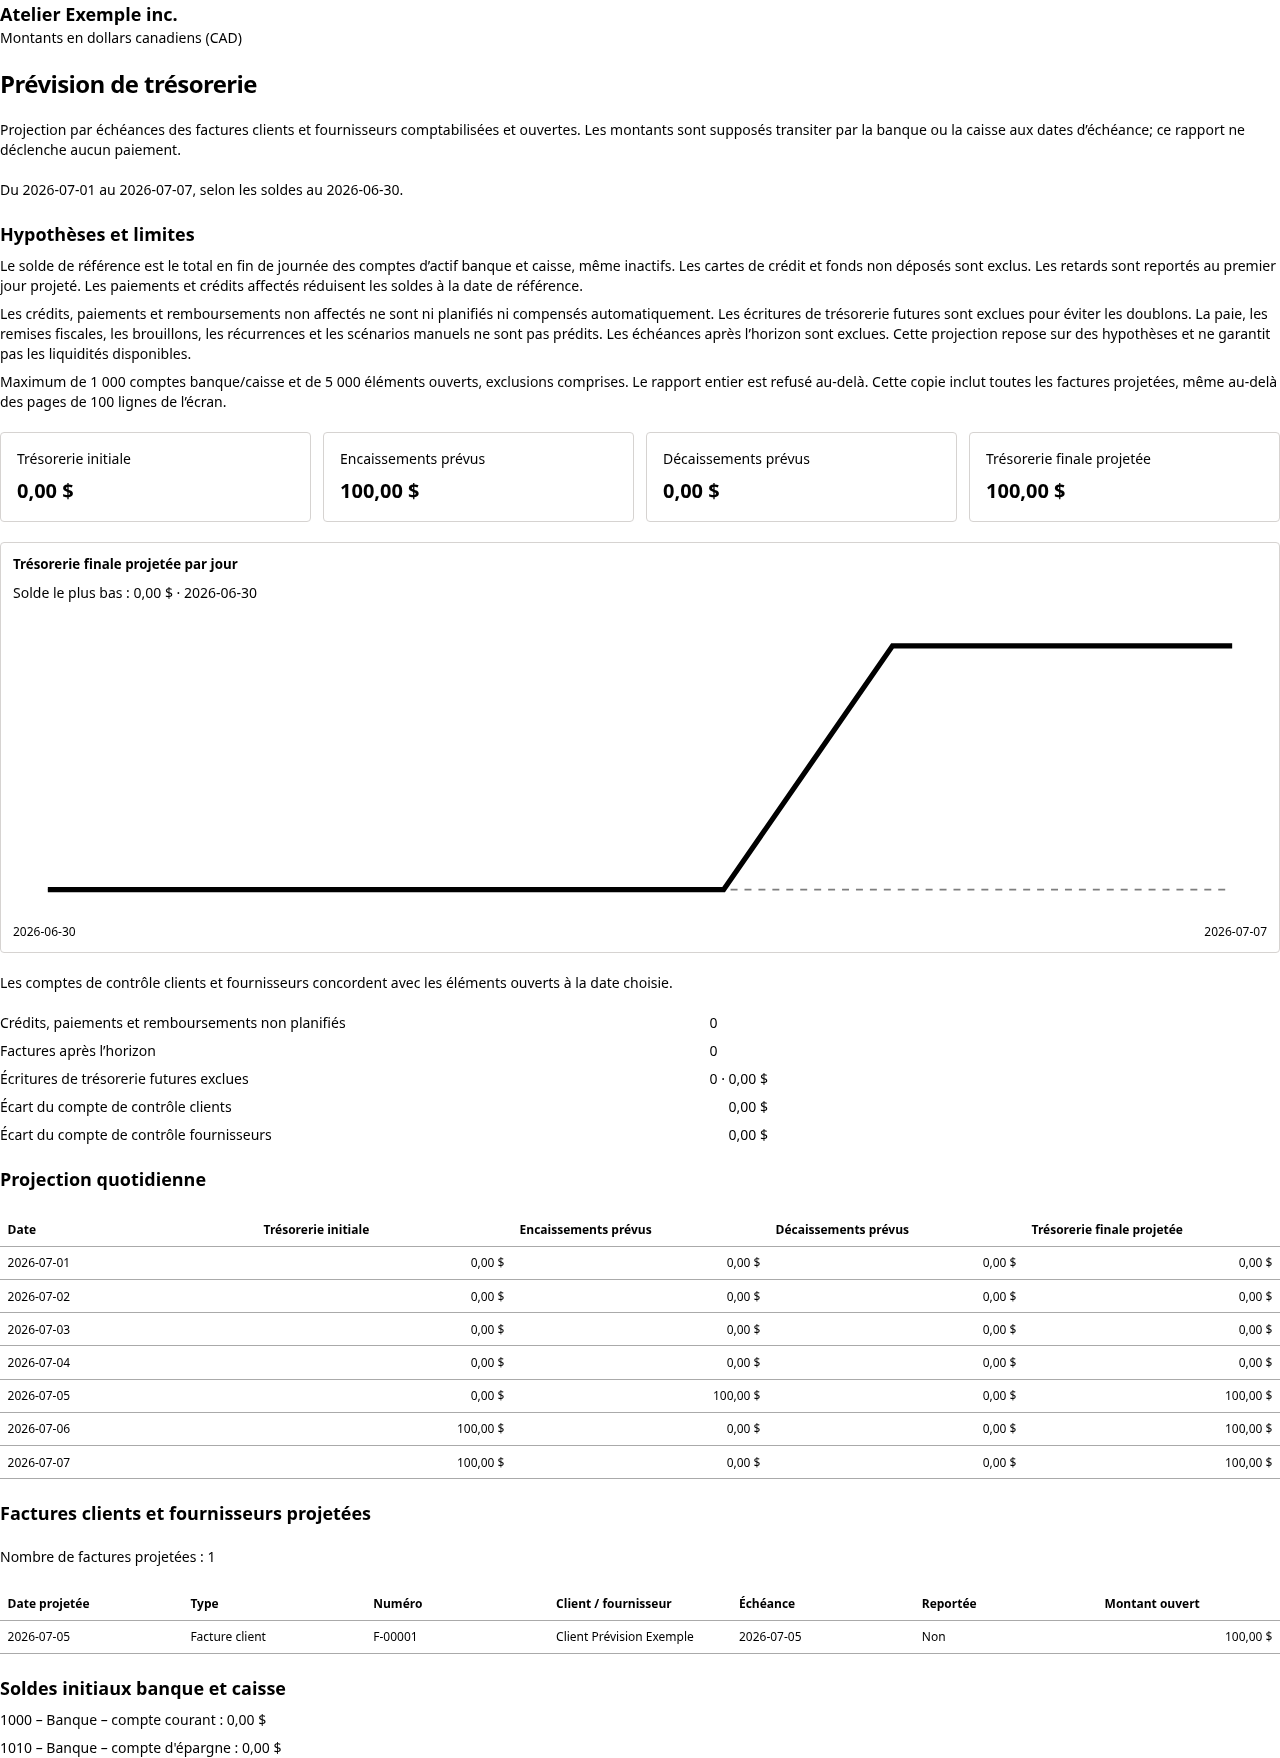 Atelier Exemple inc.
Montants en dollars canadiens (CAD)
Prévision de trésorerie
Projection par échéances des factures clients et fournisseurs comptabilisées et ouvertes. Les montants sont supposés transiter par la banque ou la caisse aux dates d’échéance; ce rapport ne
déclenche aucun paiement.
Du 2026-07-01 au 2026-07-07, selon les soldes au 2026-06-30.
Hypothèses et limites
Le solde de référence est le total en fin de journée des comptes d’actif banque et caisse, même inactifs. Les cartes de crédit et fonds non déposés sont exclus. Les retards sont reportés au premier
jour projeté. Les paiements et crédits affectés réduisent les soldes à la date de référence.
Les crédits, paiements et remboursements non affectés ne sont ni planifiés ni compensés automatiquement. Les écritures de trésorerie futures sont exclues pour éviter les doublons. La paie, les
remises fiscales, les brouillons, les récurrences et les scénarios manuels ne sont pas prédits. Les échéances après l’horizon sont exclues. Cette projection repose sur des hypothèses et ne garantit
pas les liquidités disponibles.
Maximum de 1 000 comptes banque/caisse et de 5 000 éléments ouverts, exclusions comprises. Le rapport entier est refusé au-delà. Cette copie inclut toutes les factures projetées, même au-delà
des pages de 100 lignes de l’écran.
Trésorerie initiale Encaissements prévus Décaissements prévus Trésorerie finale projetée
0,00 $ 100,00 $ 0,00 $ 100,00 $
Trésorerie finale projetée par jour
Solde le plus bas : 0,00 $ · 2026-06-30
2026-06-30 2026-07-07
Les comptes de contrôle clients et fournisseurs concordent avec les éléments ouverts à la date choisie.
Crédits, paiements et remboursements non planifiés 0
Factures après l’horizon 0
Écritures de trésorerie futures exclues 0 · 0,00 $
Écart du compte de contrôle clients 0,00 $
Écart du compte de contrôle fournisseurs 0,00 $
Projection quotidienne
Date Trésorerie initiale Encaissements prévus Décaissements prévus Trésorerie finale projetée
2026-07-01 0,00 $ 0,00 $ 0,00 $ 0,00 $
2026-07-02 0,00 $ 0,00 $ 0,00 $ 0,00 $
2026-07-03 0,00 $ 0,00 $ 0,00 $ 0,00 $
2026-07-04 0,00 $ 0,00 $ 0,00 $ 0,00 $
2026-07-05 0,00 $ 100,00 $ 0,00 $ 100,00 $
2026-07-06 100,00 $ 0,00 $ 0,00 $ 100,00 $
2026-07-07 100,00 $ 0,00 $ 0,00 $ 100,00 $
Factures clients et fournisseurs projetées
Nombre de factures projetées : 1
Date projetée Type Numéro Client / fournisseur Échéance Reportée Montant ouvert
2026-07-05 Facture client F-00001 Client Prévision Exemple 2026-07-05 Non 100,00 $
Soldes initiaux banque et caisse
1000 – Banque – compte courant : 0,00 $
1010 – Banque – compte d'épargne : 0,00 $